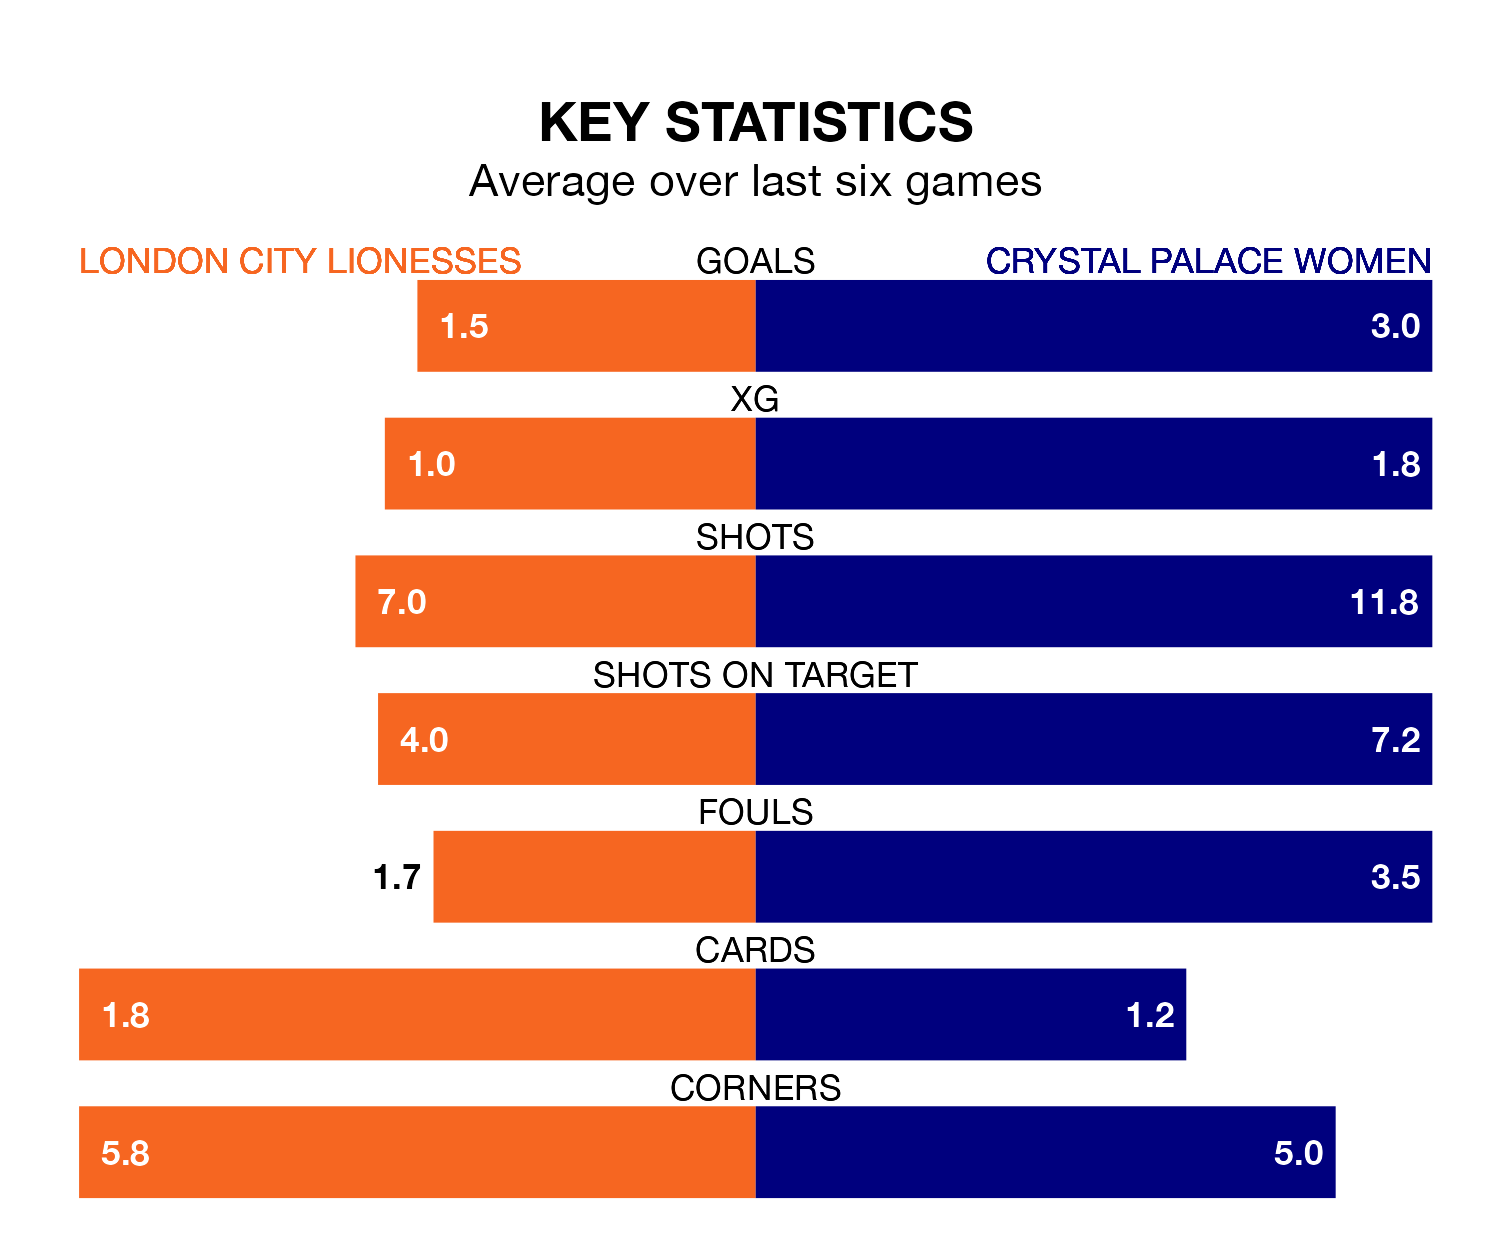 KEY STATISTICS
Average over last six games
LONDON CITY LIONESSES GOALS CRYSTAL PALACE WOMEN
1.5 3.0
XG
1.0 1.8
SHOTS
7.0 11.8
SHOTS ON TARGET
4.0 7.2
FOULS
1.7 3.5
CARDS
1.8 1.2
CORNERS
5.8 5.0